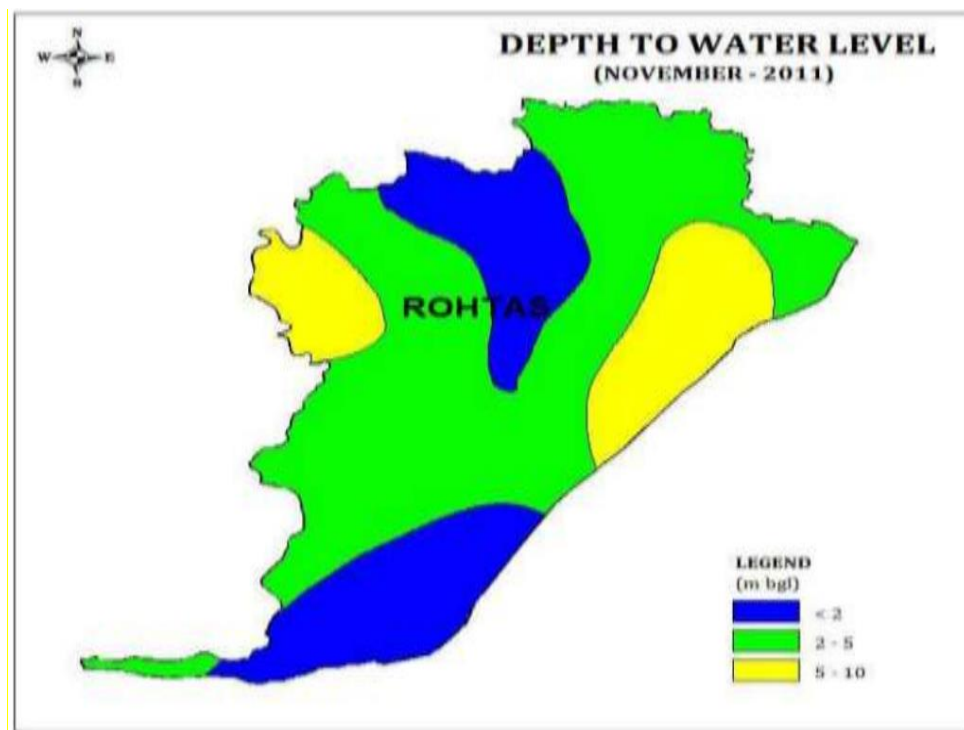 N
W E
S
DEPTH TO WATER LEVEL
(NOVEMBER - 2011)
ROHTAS
LEGEND
(m bgl)
< 2
2 - 5
5 - 10